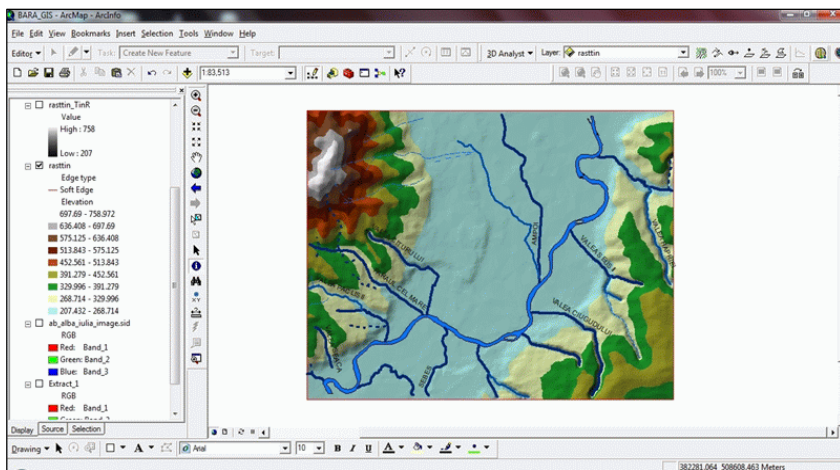 BARA_GIS - ArcMap - ArcInfo
File Edit View Bookmarks Insert Selection Tools Window Help
Editor Task: Create New Feature Target: 3D Analyst Layer: rasttin
1:83,513 100%
rasttin_TinR
Value
High : 758
Low : 207
rasttin
Edge type
Soft Edge
Elevation
697.69 - 758.972
636.408 - 697.69
575.125 - 636.408
513.843 - 575.125
452.561 - 513.843
391.279 - 452.561
329.996 - 391.279
268.714 - 329.996
207.432 - 268.714
ab_alba_iulia_image.sid
RGB
Red: Band_1
Green: Band_2
Blue: Band_3
Extract_1
RGB
Red: Band_1
AMPOI
VALEA CIUGUDULUI
SEBES
Display Source Selection
Drawing A Arial 10 B I U A
382281.064 508608.463 Meters